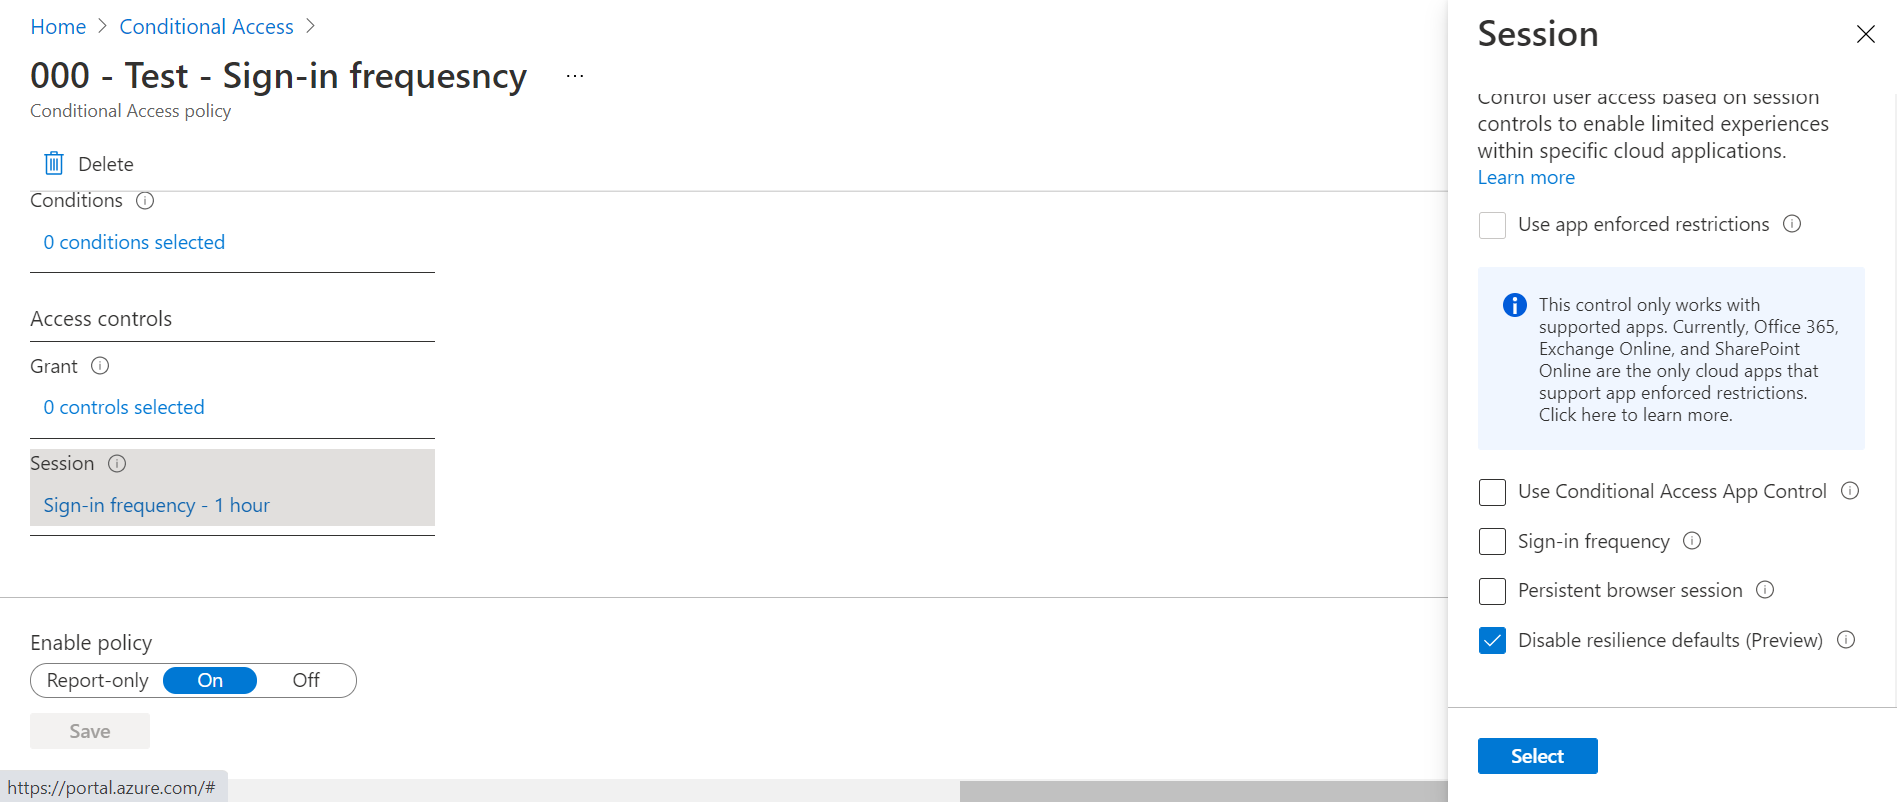 Home > Conditional Access >
000 - Test - Sign-in frequesncy ...
Conditional Access policy
Delete
Conditions
0 conditions selected
Access controls
Grant
0 controls selected
Session
Sign-in frequency - 1 hour
Enable policy
Report-only On Off
Save
https://portal.azure.com/#
Session
Control user access based on session
controls to enable limited experiences
within specific cloud applications.
Learn more
Use app enforced restrictions
This control only works with
supported apps. Currently, Office 365,
Exchange Online, and SharePoint
Online are the only cloud apps that
support app enforced restrictions.
Click here to learn more.
Use Conditional Access App Control
Sign-in frequency
Persistent browser session
Disable resilience defaults (Preview)
Select